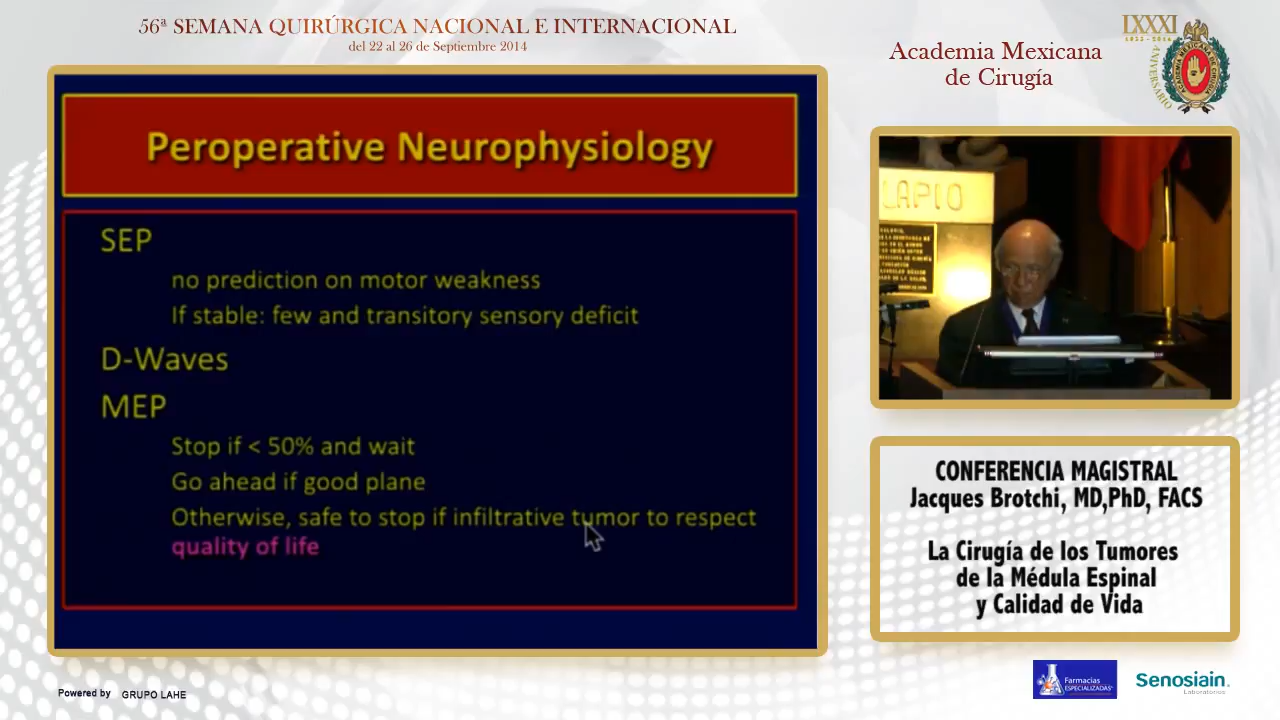 56ª SEMANA QUIRÚRGICA NACIONAL E INTERNACIONAL
del 22 al 26 de Septiembre 2014
Academia Mexicana
de Cirugía
LXXXI
ANIVERSARIO
Peroperative Neurophysiology
SEP
no prediction on motor weakness
If stable: few and transitory sensory deficit
D-Waves
MEP
Stop if < 50% and wait
Go ahead if good plane
Otherwise, safe to stop if infiltrative tumor to respect
quality of life
LAPIO
CONFERENCIA MAGISTRAL
Jacques Brotchi, MD,PhD, FACS
La Cirugía de los Tumores
de la Médula Espinal
y Calidad de Vida
Powered by GRUPO LAHE
Farmacias
ESPECIALIZADAS
Senosiain.
Laboratorios